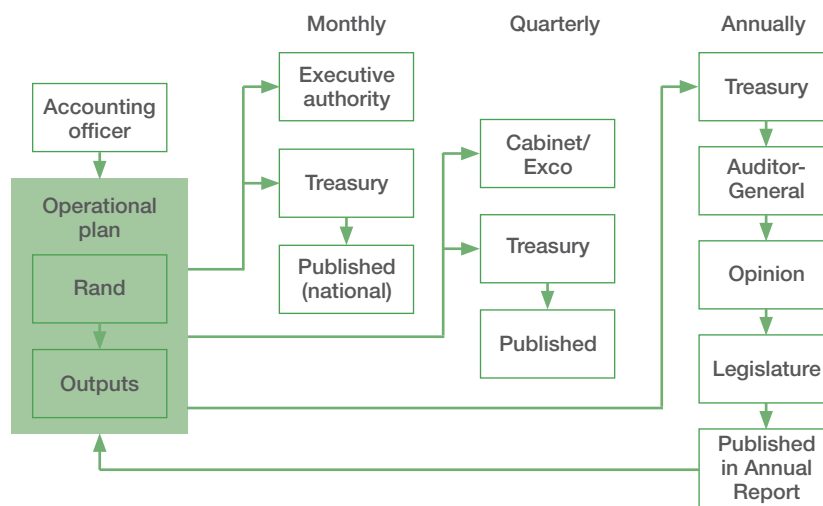 Monthly
Quarterly
Annually
Accounting
officer
Operational
plan
Rand
Outputs
Executive
authority
Treasury
Published
(national)
Cabinet/
Exco
Treasury
Published
Treasury
Auditor-
General
Opinion
Legislature
Published
in Annual
Report